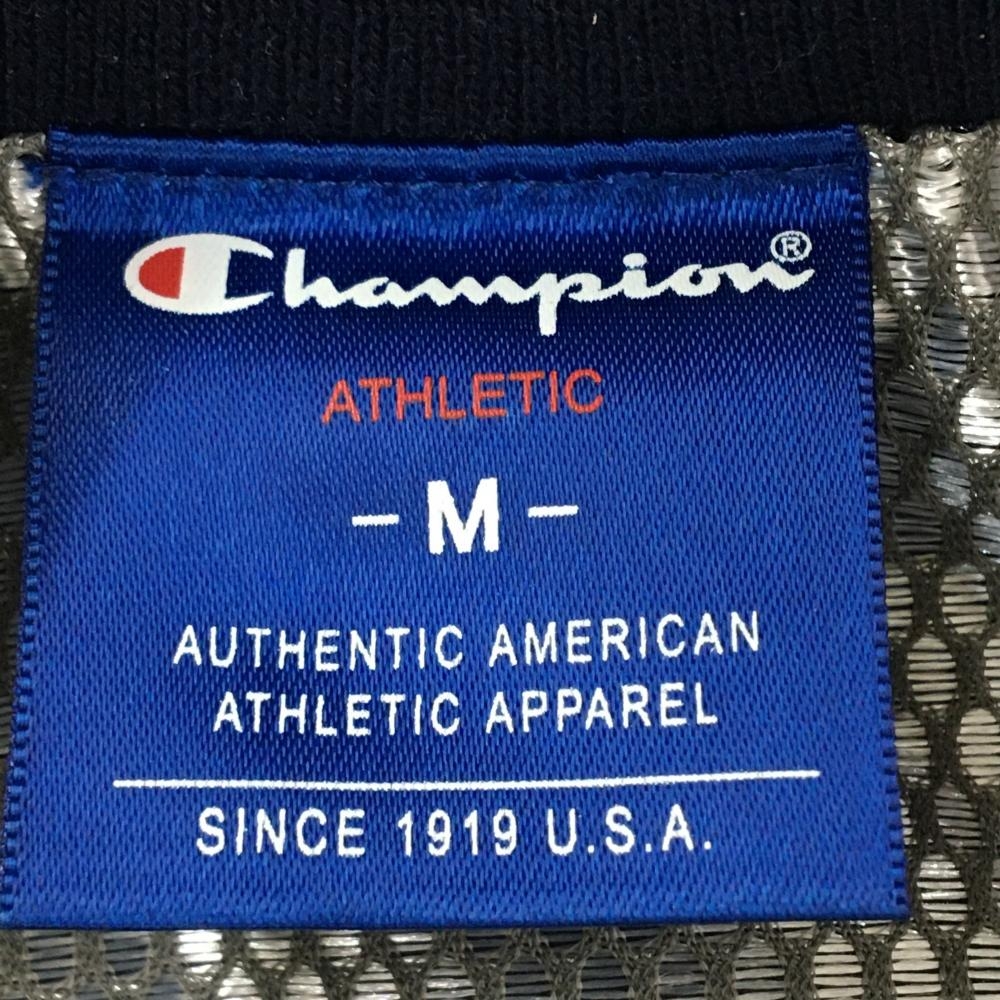 Champion®
ATHLETIC
- M -
AUTHENTIC AMERICAN
ATHLETIC APPAREL
SINCE 1919 U.S.A.